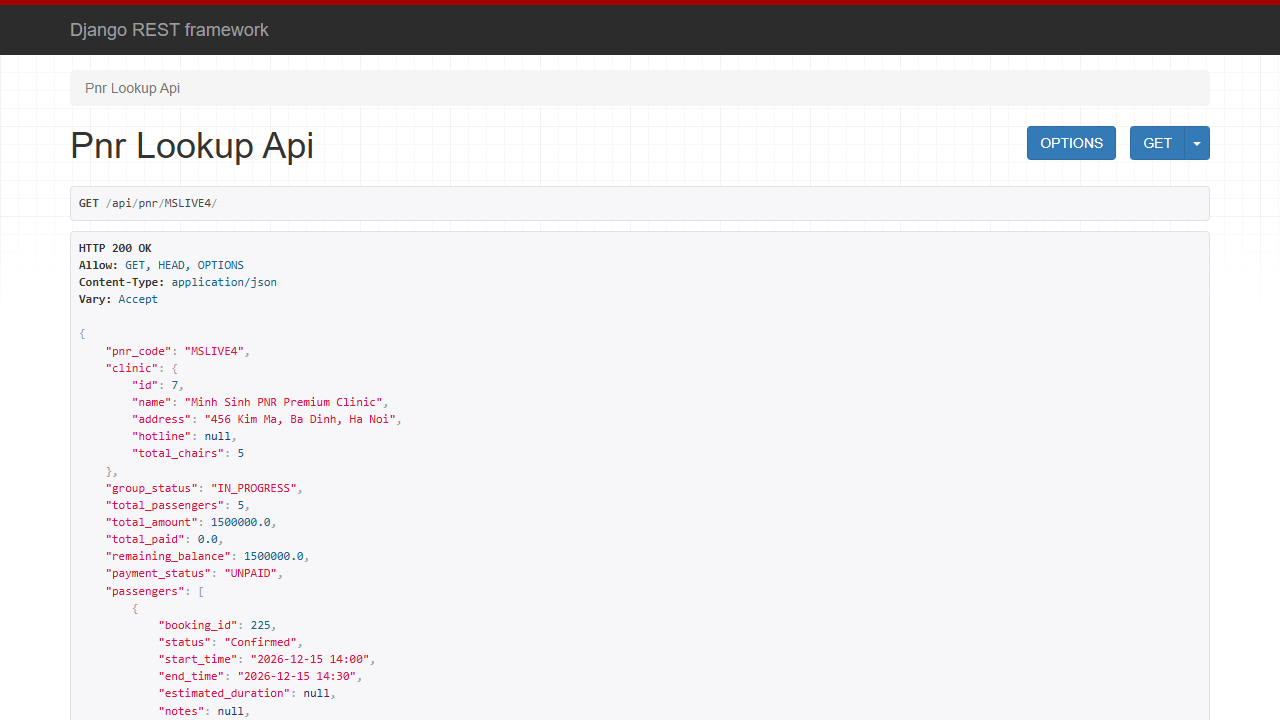 Django REST framework
Pnr Lookup Api
Pnr Lookup Api
OPTIONS
GET
GET /api/pnr/MSLIVE4/
HTTP 200 OK
Allow: GET, HEAD, OPTIONS
Content-Type: application/json
Vary: Accept
{
    "pnr_code": "MSLIVE4",
    "clinic": {
        "id": 7,
        "name": "Minh Sinh PNR Premium Clinic",
        "address": "456 Kim Ma, Ba Dinh, Ha Noi",
        "hotline": null,
        "total_chairs": 5
    },
    "group_status": "IN_PROGRESS",
    "total_passengers": 5,
    "total_amount": 1500000.0,
    "total_paid": 0.0,
    "remaining_balance": 1500000.0,
    "payment_status": "UNPAID",
    "passengers": [
        {
            "booking_id": 225,
            "status": "Confirmed",
            "start_time": "2026-12-15 14:00",
            "end_time": "2026-12-15 14:30",
            "estimated_duration": null,
            "notes": null,